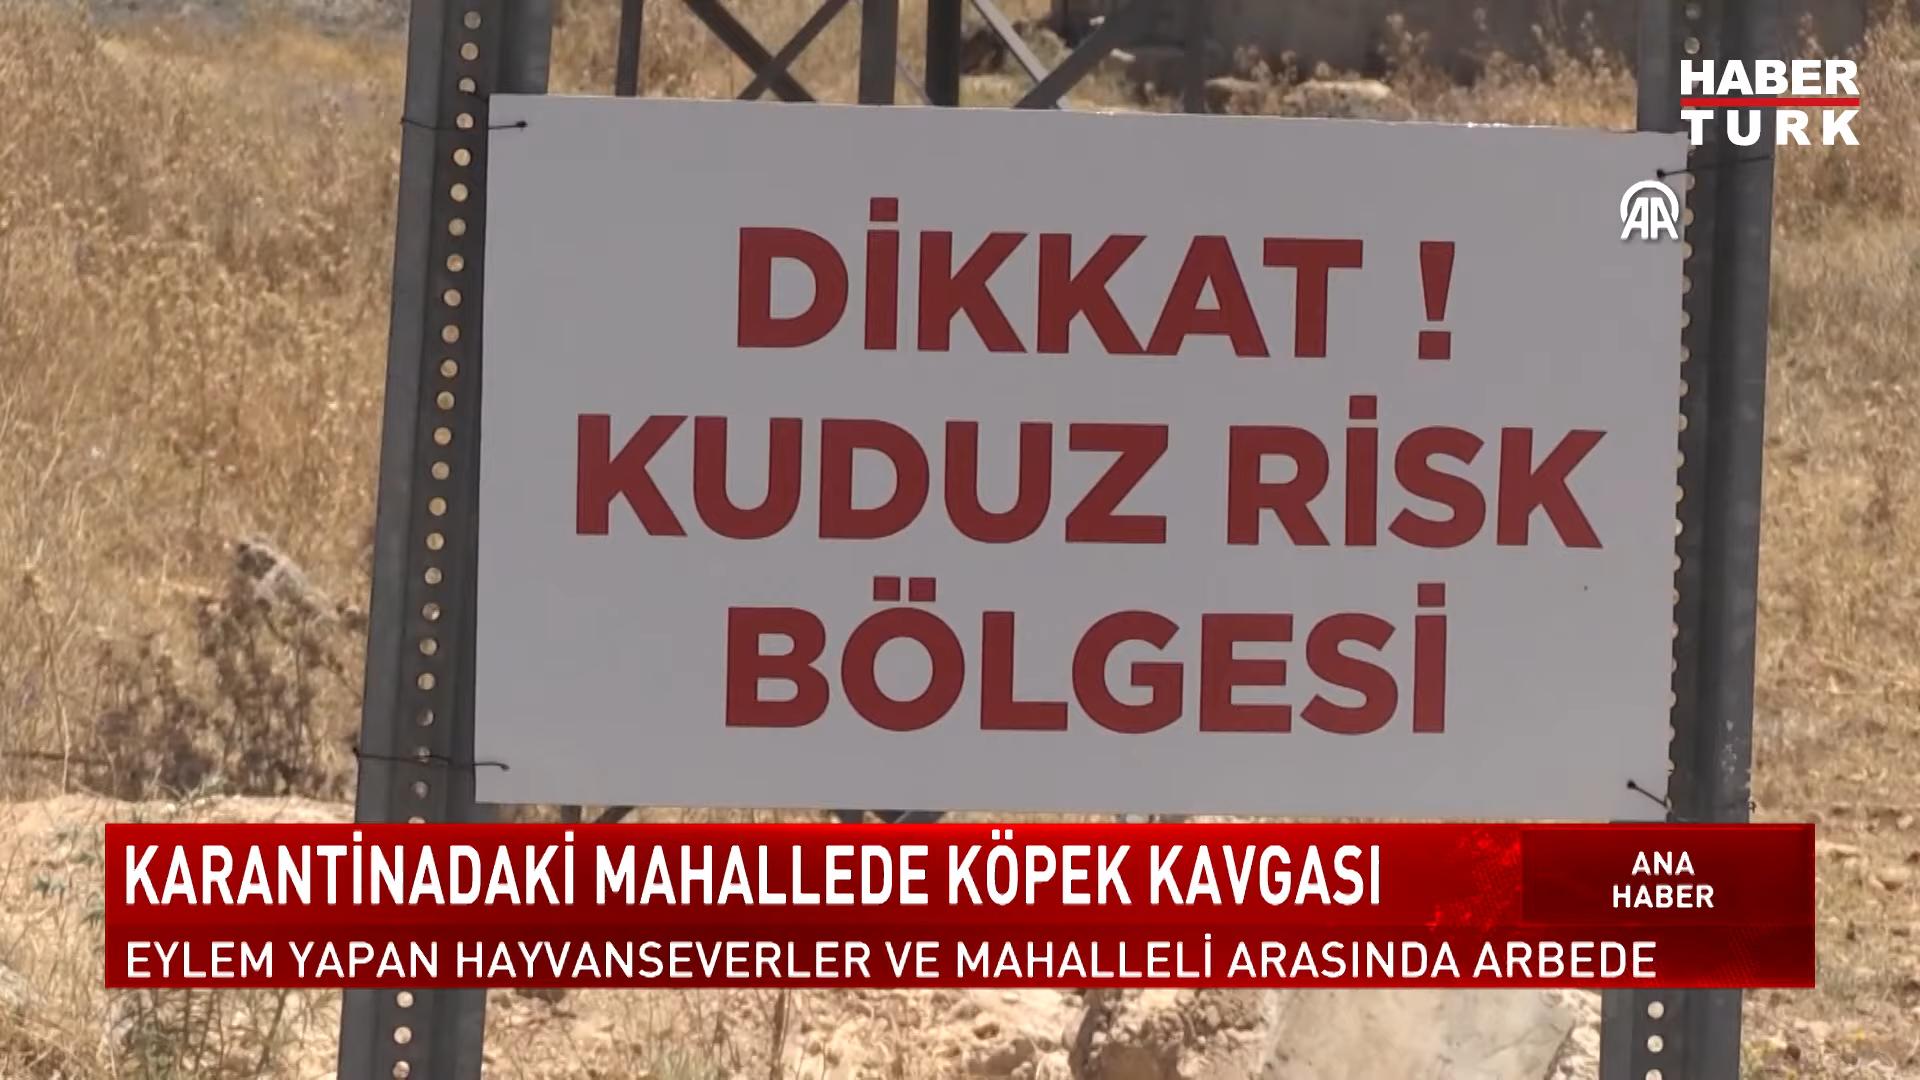 HABER
TURK
AA
DİKKAT !
KUDUZ RİSK
BÖLGESİ
KARANTİNADAKİ MAHALLEDE KÖPEK KAVGASI
ANA
HABER
EYLEM YAPAN HAYVANSEVERLER VE MAHALLELİ ARASINDA ARBEDE